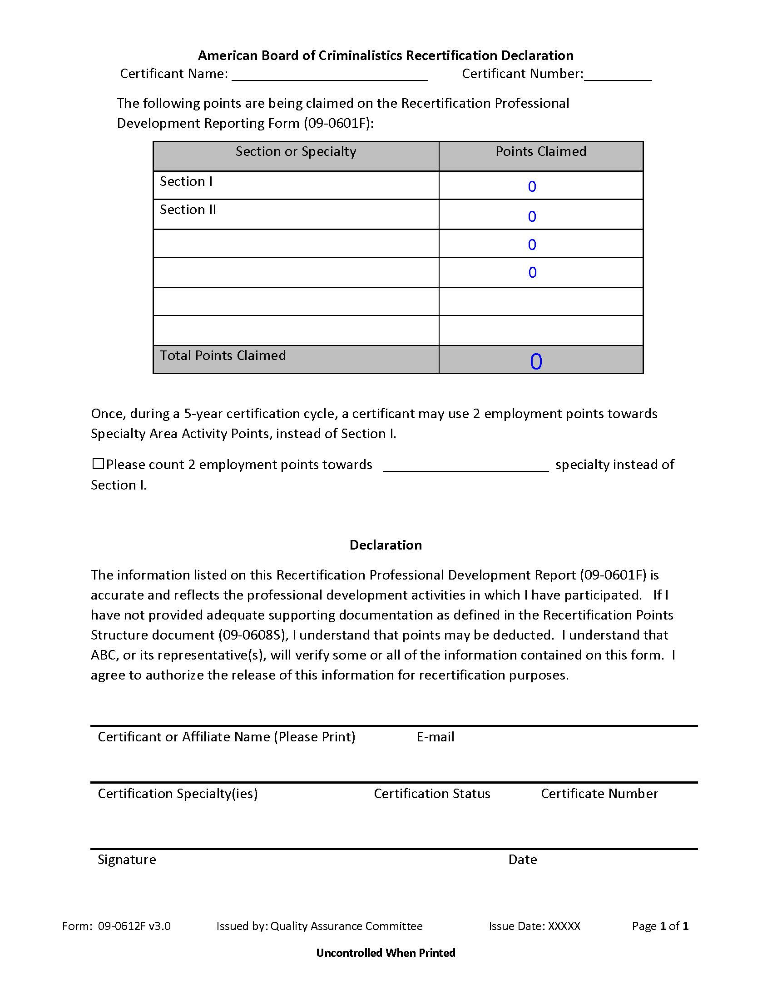 American Board of Criminalistics Recertification Declaration
Certificant Name: ____________________________ Certificant Number:__________
The following points are being claimed on the Recertification Professional
Development Reporting Form (09-0601F):
Section or Specialty Points Claimed
Section I 0
Section II 0
0
0
Total Points Claimed 0
Once, during a 5-year certification cycle, a certificant may use 2 employment points towards
Specialty Area Activity Points, instead of Section I.
☐Please count 2 employment points towards ________________________ specialty instead of
Section I.
Declaration
The information listed on this Recertification Professional Development Report (09-0601F) is
accurate and reflects the professional development activities in which I have participated. If I
have not provided adequate supporting documentation as defined in the Recertification Points
Structure document (09-0608S), I understand that points may be deducted. I understand that
ABC, or its representative(s), will verify some or all of the information contained on this form. I
agree to authorize the release of this information for recertification purposes.
Certificant or Affiliate Name (Please Print) E-mail
Certification Specialty(ies) Certification Status Certificate Number
Signature Date
Form: 09-0612F v3.0 Issued by: Quality Assurance Committee Issue Date: XXXXX Page 1 of 1
Uncontrolled When Printed